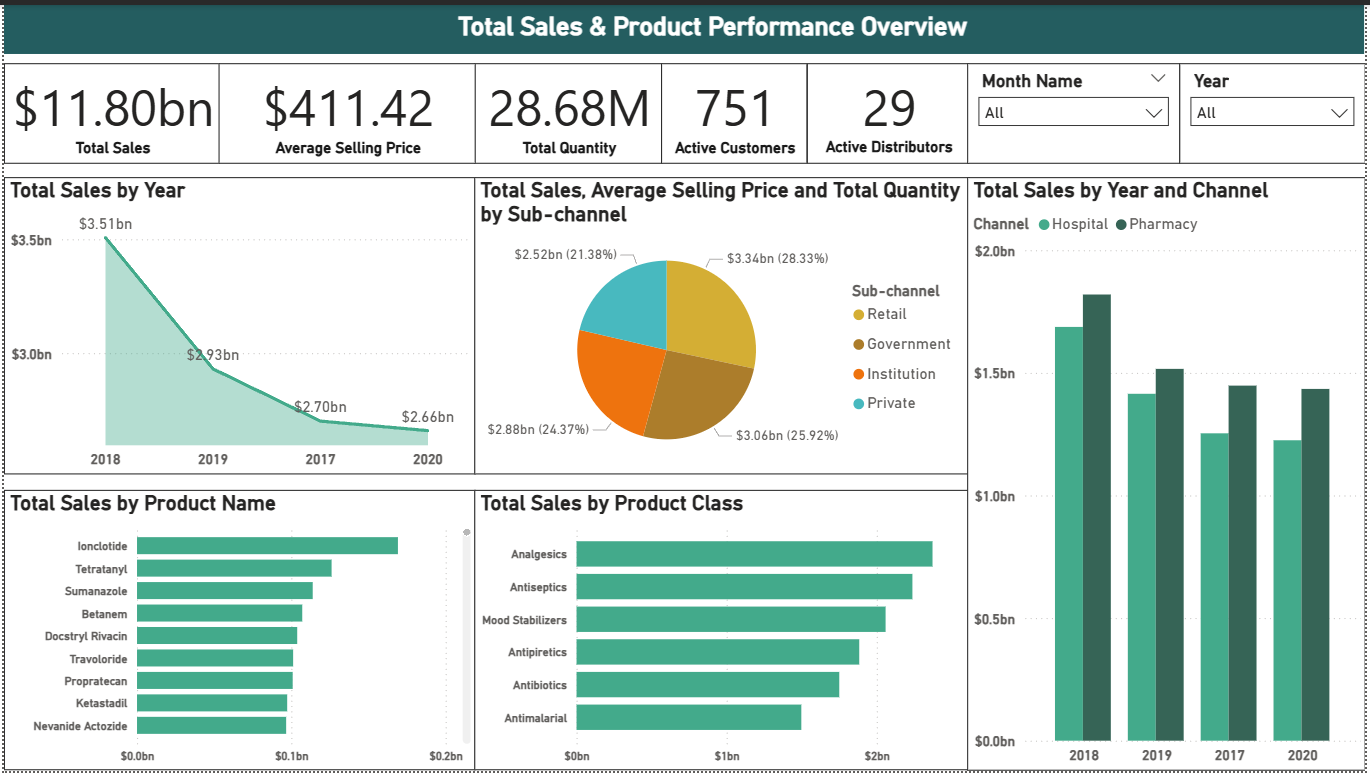 Total Sales & Product Performance Overview
$11.80bn
Total Sales
$411.42
Average Selling Price
28.68M
Total Quantity
751
Active Customers
29
Active Distributors
Month Name
All
Year
All
Total Sales by Year
$3.5bn
$3.0bn
$3.51bn
$2.93bn
$2.70bn
$2.66bn
2018 2019 2017 2020
Total Sales, Average Selling Price and Total Quantity
by Sub-channel
$2.52bn (21.38%)
$3.34bn (28.33%)
$2.88bn (24.37%)
$3.06bn (25.92%)
Sub-channel
Retail
Government
Institution
Private
Total Sales by Year and Channel
Channel Hospital Pharmacy
$2.0bn
$1.5bn
$1.0bn
$0.5bn
$0.0bn
2018 2019 2017 2020
Total Sales by Product Name
Ionclotide
Tetratanyl
Sumanazole
Betanem
Docstryl Rivacin
Travoloride
Propratecan
Ketastadil
Nevanide Actozide
$0.0bn $0.1bn $0.2bn
Total Sales by Product Class
Analgesics
Antiseptics
Mood Stabilizers
Antipiretics
Antibiotics
Antimalarial
$0bn $1bn $2bn